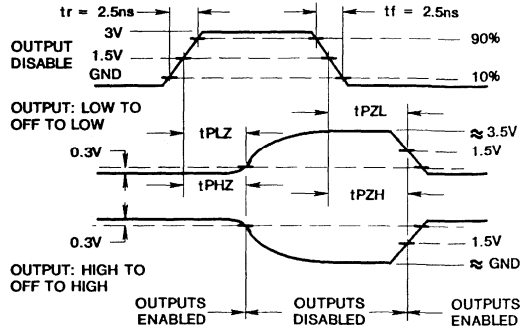 tr = 2.5ns
tf = 2.5ns
OUTPUT
DISABLE
3V
1.5V
GND
90%
10%
OUTPUT: LOW TO
OFF TO LOW
tPLZ
tPZL
0.3V
≈ 3.5V
1.5V
tPHZ
tPZH
0.3V
1.5V
≈ GND
OUTPUT: HIGH TO
OFF TO HIGH
OUTPUTS
ENABLED
OUTPUTS
DISABLED
OUTPUTS
ENABLED